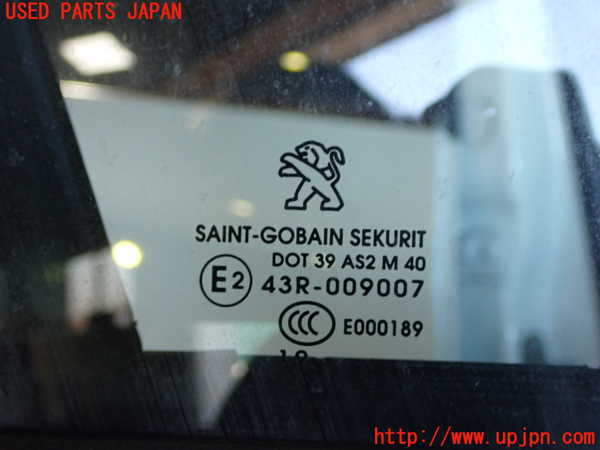 USED PARTS JAPAN
SAINT-GOBAIN SEKURIT
DOT 39 AS2 M 40
E2 43R-009007
CCC E000189
http://www.upjpn.com/